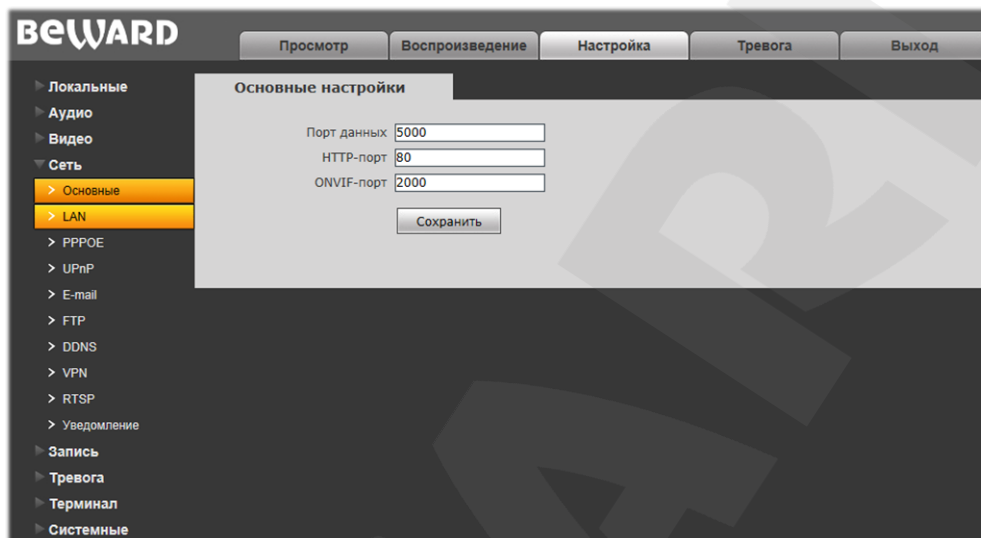 BEWARD
Просмотр Воспроизведение Настройка Тревога Выход
Локальные
Аудио
Видео
Сеть
> Основные
> LAN
> PPPOE
> UPnP
> E-mail
> FTP
> DDNS
> VPN
> RTSP
> Уведомление
Запись
Тревога
Терминал
Системные
Основные настройки
Порт данных 5000
HTTP-порт 80
ONVIF-порт 2000
Сохранить